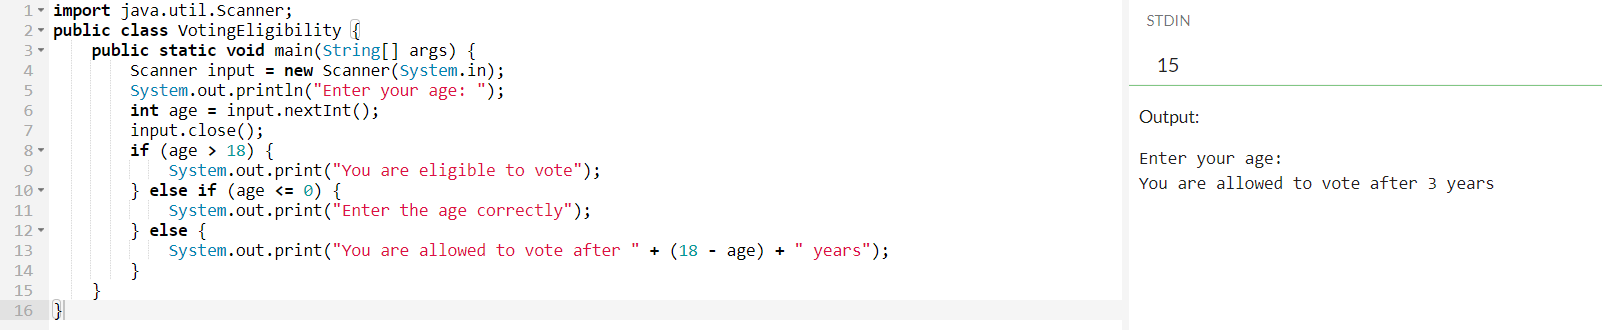 1 import java.util.Scanner;
2 public class VotingEligibility {
3     public static void main(String[] args) {
4         Scanner input = new Scanner(System.in);
5         System.out.println("Enter your age: ");
6         int age = input.nextInt();
7         input.close();
8         if (age > 18) {
9             System.out.print("You are eligible to vote");
10         } else if (age <= 0) {
11             System.out.print("Enter the age correctly");
12         } else {
13             System.out.print("You are allowed to vote after " + (18 - age) + " years");
14         }
15     }
16 }
STDIN
15
Output:
Enter your age:
You are allowed to vote after 3 years